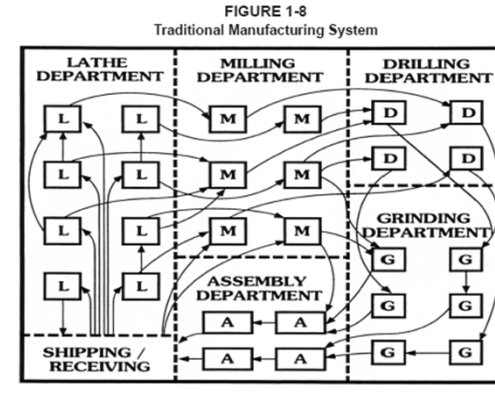 FIGURE 1-8
Traditional Manufacturing System
LATHE
DEPARTMENT
MILLING
DEPARTMENT
DRILLING
DEPARTMENT
L L M M D D
L L M M D D
L L M M
GRINDING
DEPARTMENT
G G
L L
ASSEMBLY
DEPARTMENT
A A G G
SHIPPING /
RECEIVING
A A G G